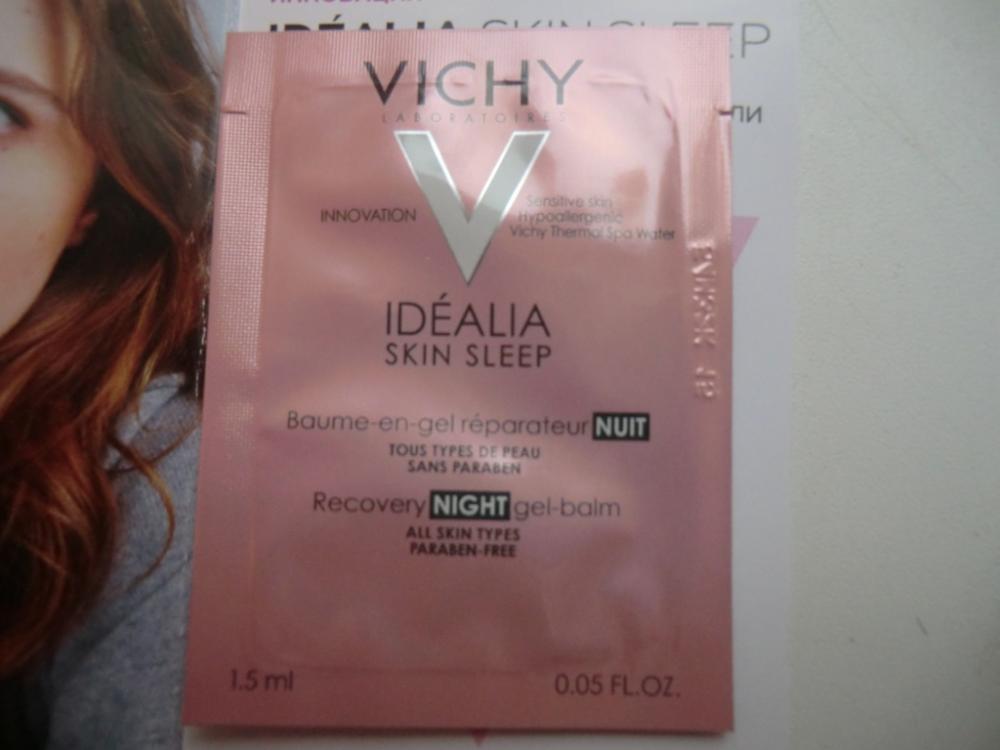 ИННОВАЦИЯ
IDÉALIA SKIN SLEEP
ли
VICHY
LABORATOIRES
INNOVATION
Sensitive skin
Hypoallergenic
Vichy Thermal Spa Water
IDÉALIA
SKIN SLEEP
Baume-en-gel réparateur NUIT
TOUS TYPES DE PEAU
SANS PARABEN
Recovery NIGHT gel-balm
ALL SKIN TYPES
PARABEN-FREE
1.5 ml
0.05 FL.OZ.